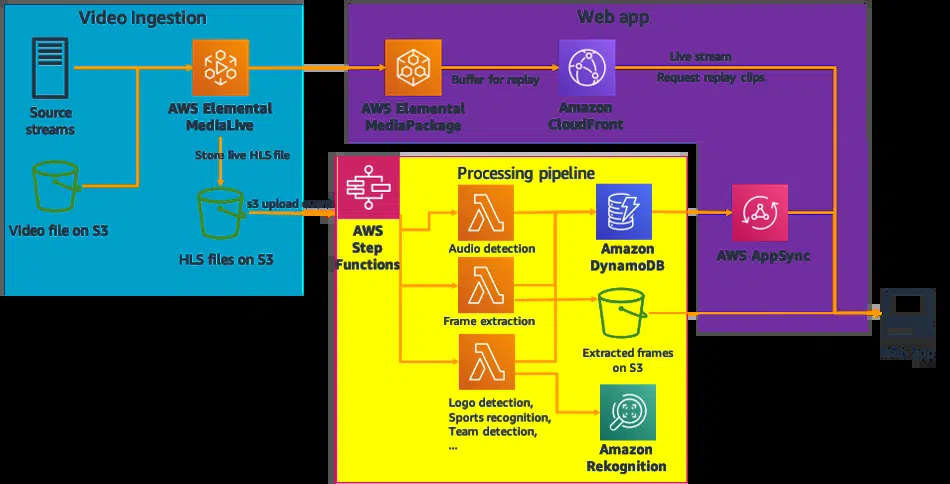 Video Ingestion
Web app
Source
streams
AWS Elemental
MediaLive
AWS Elemental
MediaPackage
Buffer for replay
Amazon
CloudFront
Live stream
Request replay clips
Store live HLS file
Video file on S3
HLS files on S3
s3 upload
Processing pipeline
AWS
Step
Functions
Audio detection
Frame extraction
Logo detection,
Sports recognition,
Team detection,
...
Amazon
DynamoDB
Extracted frames
on S3
Amazon
Rekognition
AWS AppSync
Web app